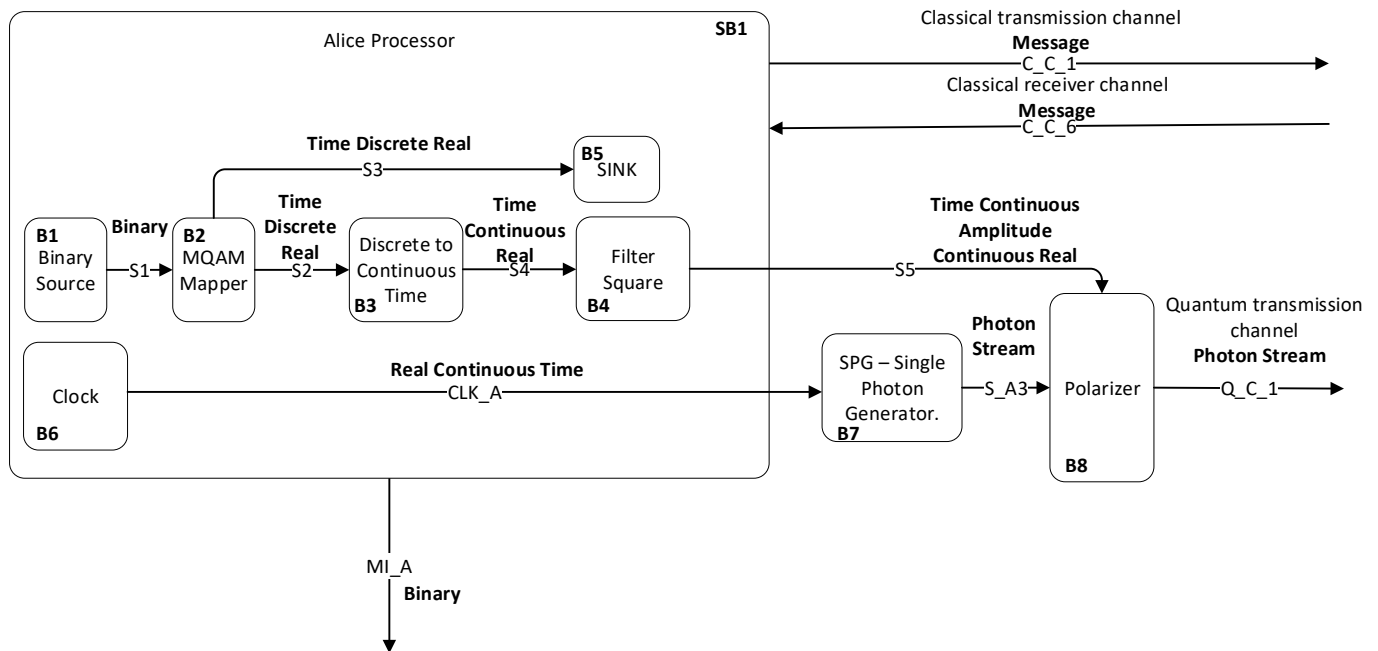 SB1
Alice Processor
Classical transmission channel
Message
C_C_1
Classical receiver channel
Message
C_C_6
Time Discrete Real
S3
B5
SINK
B1
Binary
Source
Binary
S1
B2
MQAM
Mapper
Time
Discrete
Real
S2
Discrete to
Continuous
Time
B3
Time
Continuous
Real
S4
Filter
Square
B4
Time Continuous
Amplitude
Continuous Real
S5
Clock
B6
Real Continuous Time
CLK_A
SPG – Single
Photon
Generator.
B7
Photon
Stream
S_A3
Polarizer
B8
Quantum transmission
channel
Photon Stream
Q_C_1
MI_A
Binary